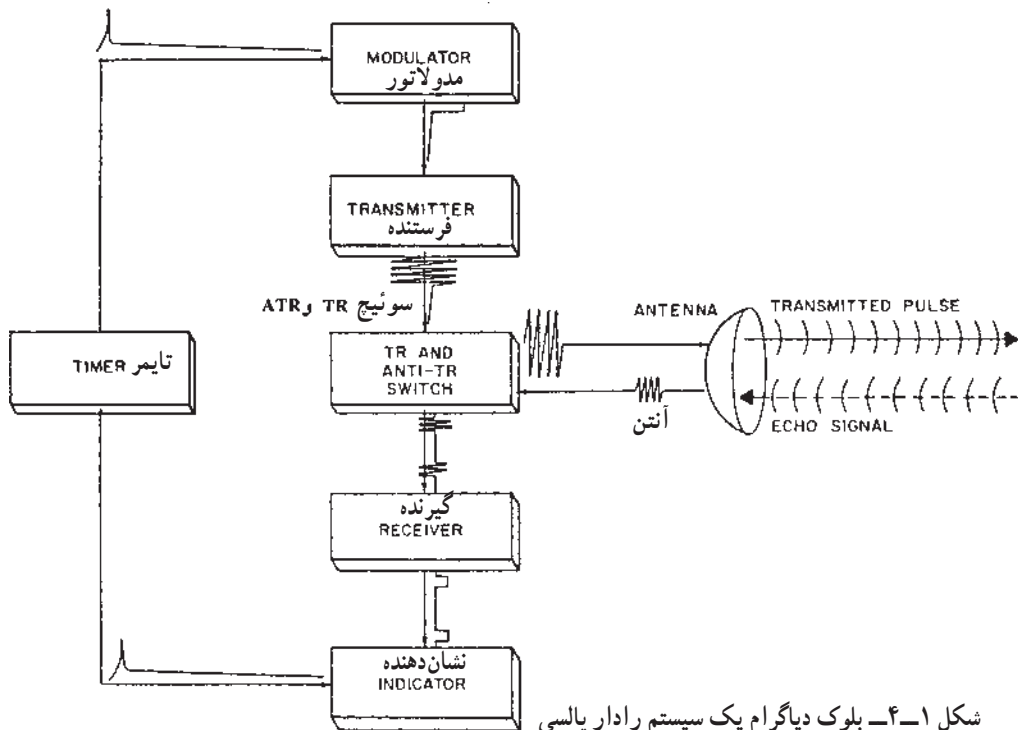 MODULATOR
مدولاتور
TRANSMITTER
فرستنده
سوئیچ TR وATR
ANTENNA
TRANSMITTED PULSE
TIMER تایمر
TR AND
ANTI-TR
SWITCH
آنتن
ECHO SIGNAL
گیرنده
RECEIVER
نشان‌دهنده
INDICATOR
شکل ۱ــ۴ــ بلوک دیاگرام یک سیستم رادار پالسی